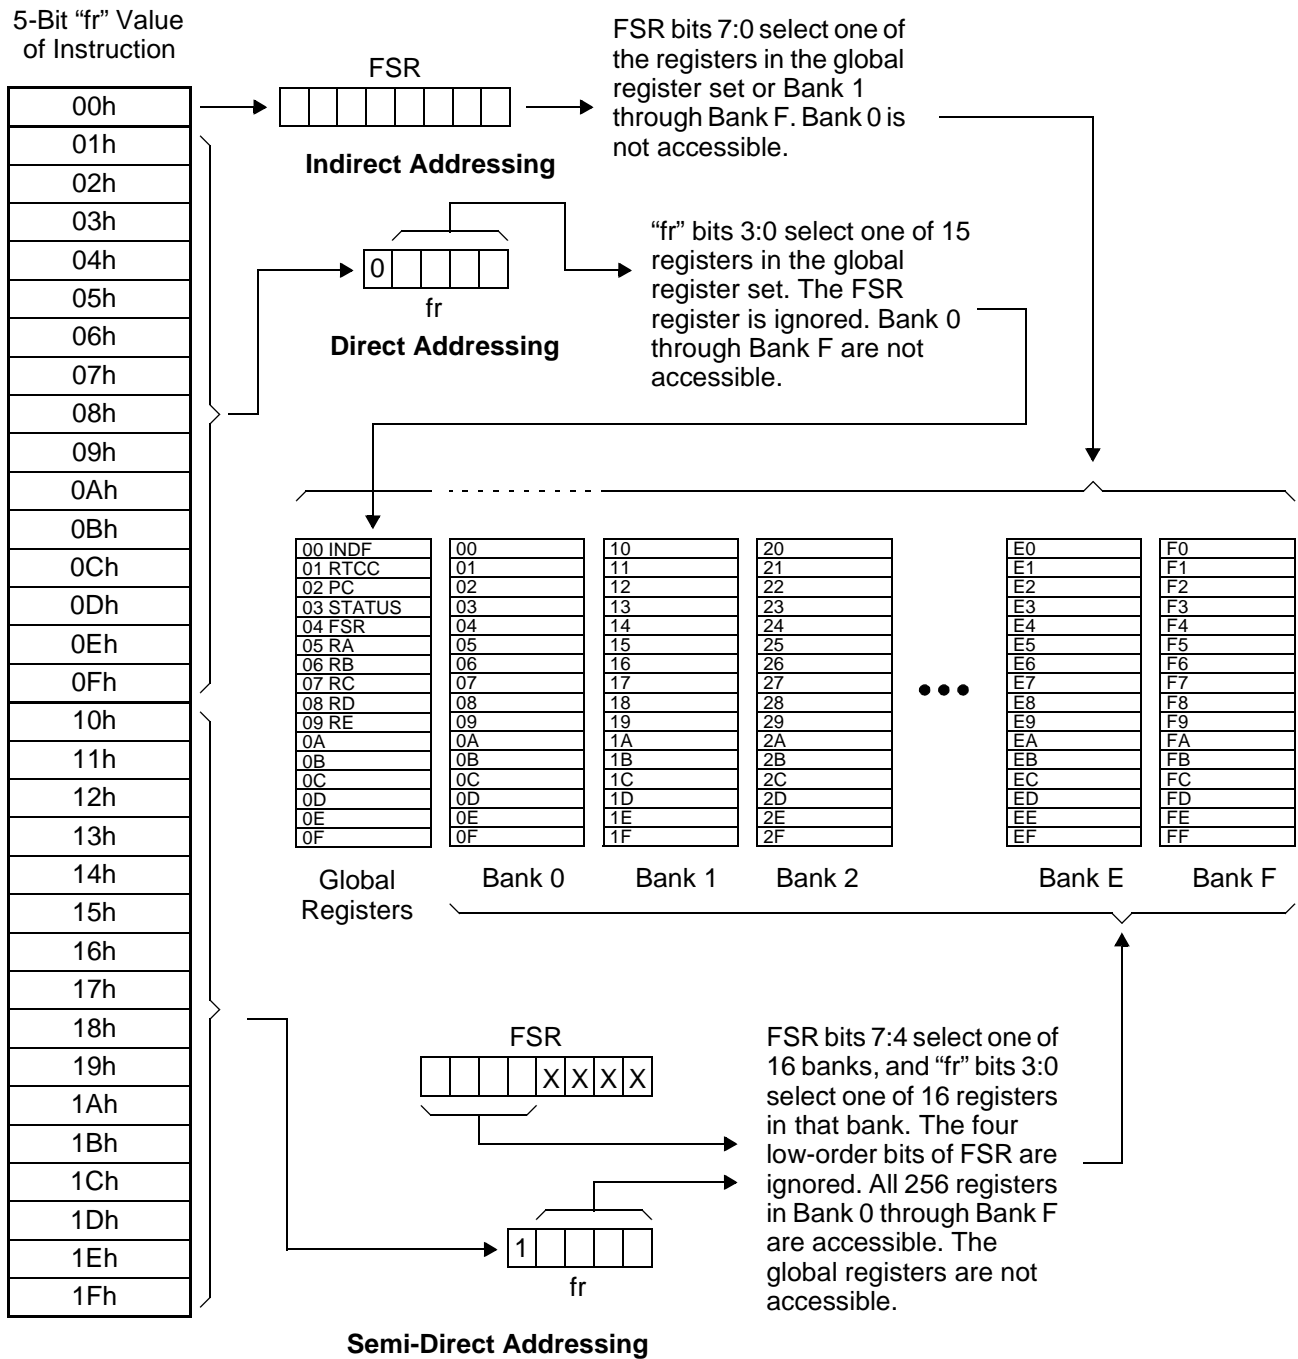 5-Bit “fr” Value
of Instruction
00h
01h
02h
03h
04h
05h
06h
07h
08h
09h
0Ah
0Bh
0Ch
0Dh
0Eh
0Fh
10h
11h
12h
13h
14h
15h
16h
17h
18h
19h
1Ah
1Bh
1Ch
1Dh
1Eh
1Fh
FSR
Indirect Addressing
FSR bits 7:0 select one of
the registers in the global
register set or Bank 1
through Bank F. Bank 0 is
not accessible.
0
fr
Direct Addressing
“fr” bits 3:0 select one of 15
registers in the global
register set. The FSR
register is ignored. Bank 0
through Bank F are not
accessible.
00 INDF
01 RTCC
02 PC
03 STATUS
04 FSR
05 RA
06 RB
07 RC
08 RD
09 RE
0A
0B
0C
0D
0E
0F
Global
Registers
00
01
02
03
04
05
06
07
08
09
0A
0B
0C
0D
0E
0F
Bank 0
10
11
12
13
14
15
16
17
18
19
1A
1B
1C
1D
1E
1F
Bank 1
20
21
22
23
24
25
26
27
28
29
2A
2B
2C
2D
2E
2F
Bank 2
E0
E1
E2
E3
E4
E5
E6
E7
E8
E9
EA
EB
EC
ED
EE
EF
Bank E
F0
F1
F2
F3
F4
F5
F6
F7
F8
F9
FA
FB
FC
FD
FE
FF
Bank F
FSR
X X X X
1
fr
Semi-Direct Addressing
FSR bits 7:4 select one of
16 banks, and “fr” bits 3:0
select one of 16 registers
in that bank. The four
low-order bits of FSR are
ignored. All 256 registers
in Bank 0 through Bank F
are accessible. The
global registers are not
accessible.